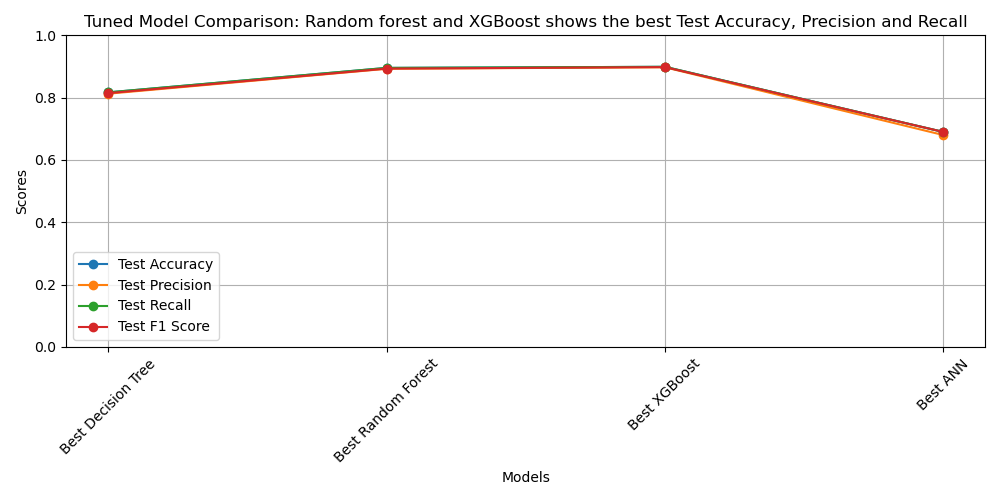 Tuned Model Comparison: Random forest and XGBoost shows the best Test Accuracy, Precision and Recall
1.0
0.8
0.6
0.4
0.2
0.0
Scores
Test Accuracy
Test Precision
Test Recall
Test F1 Score
Best Decision Tree
Best Random Forest
Best XGBoost
Best ANN
Models